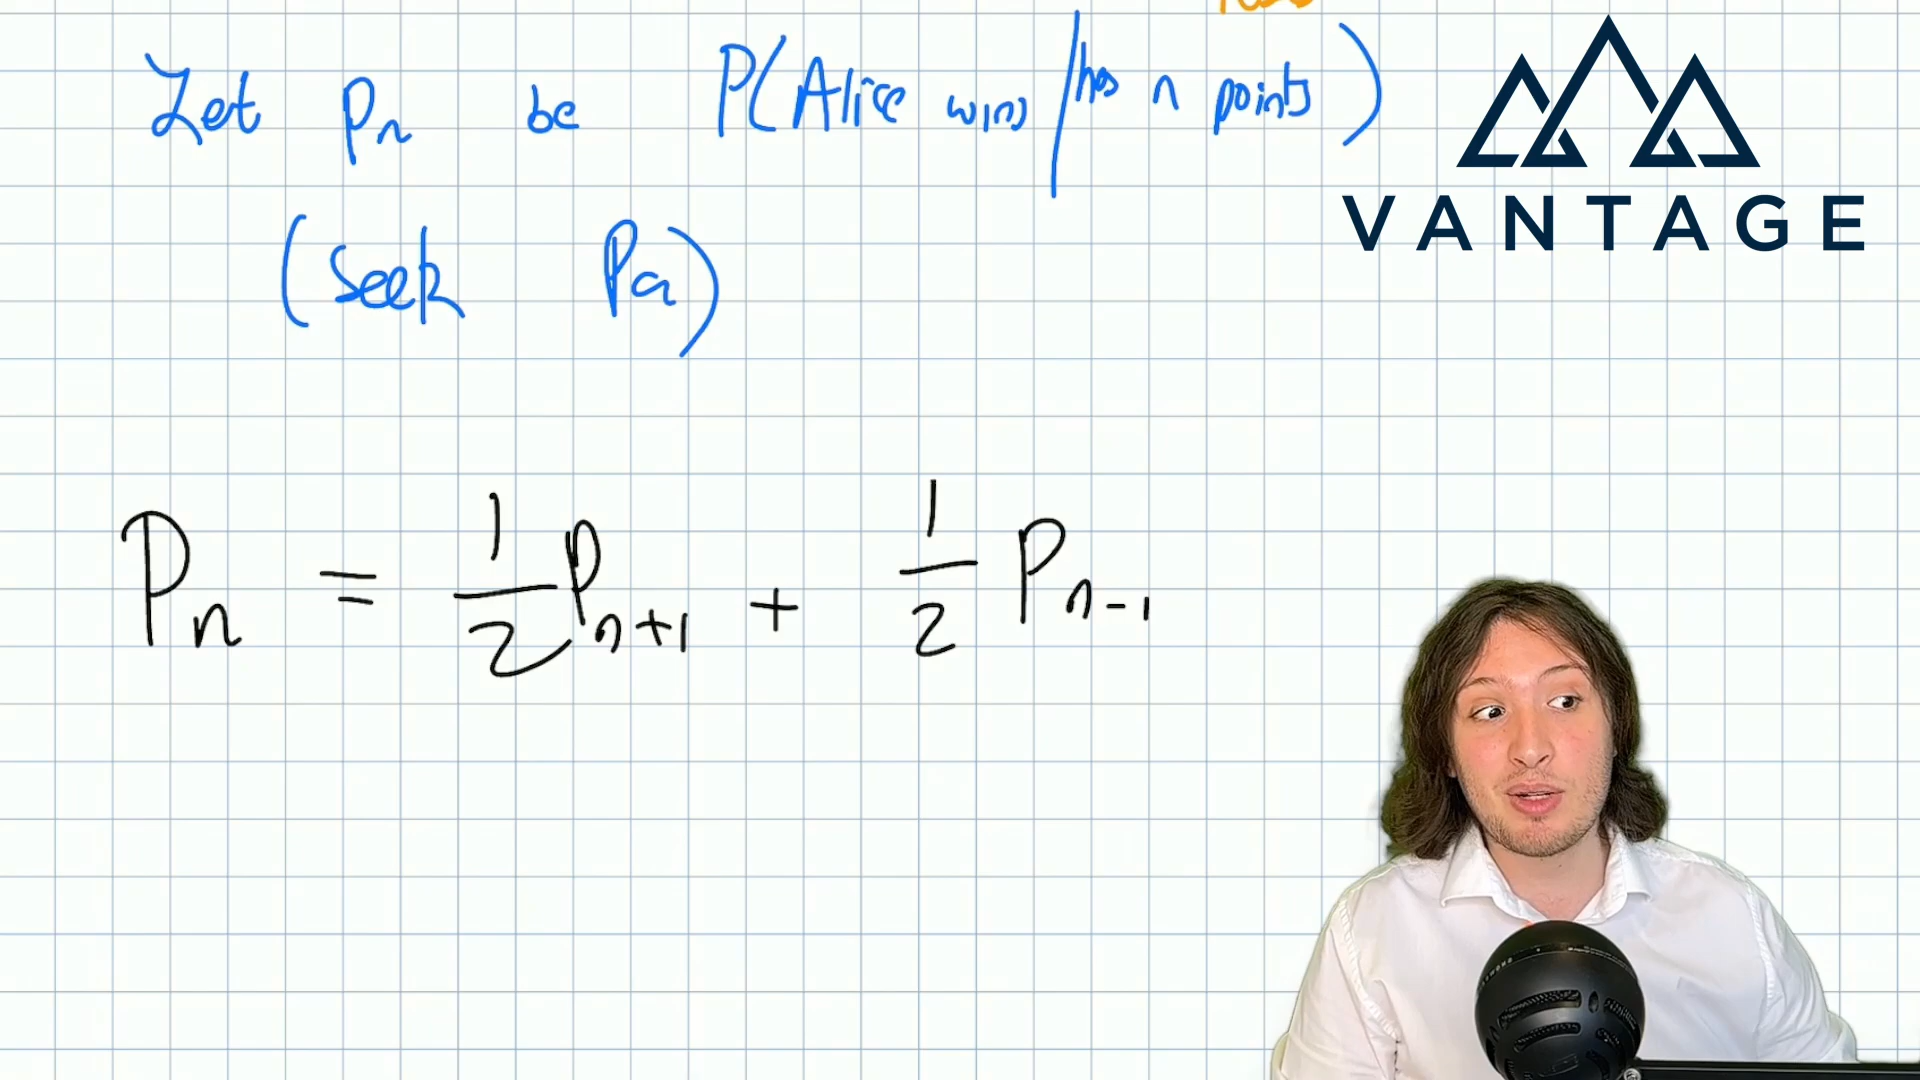 Let Pn be P(Alice wins / has n points)
VANTAGE
(Seek Pa)
Pn = 1/2 Pn+1 + 1/2 Pn-1